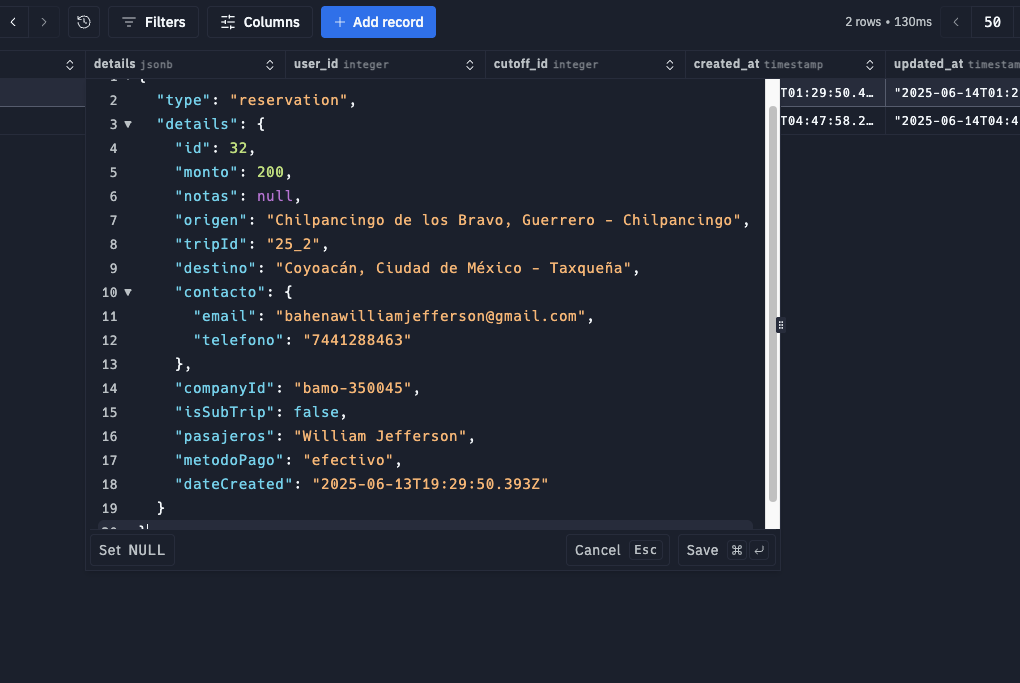 Filters Columns + Add record 2 rows • 130ms 50
details jsonb user_id integer cutoff_id integer created_at timestamp updated_at timestam
1 {
2 "type": "reservation",
3 "details": {
4 "id": 32,
5 "monto": 200,
6 "notas": null,
7 "origen": "Chilpancingo de los Bravo, Guerrero - Chilpancingo",
8 "tripId": "25_2",
9 "destino": "Coyoacán, Ciudad de México - Taxqueña",
10 "contacto": {
11 "email": "bahenawilliamjefferson@gmail.com",
12 "telefono": "7441288463"
13 },
14 "companyId": "bamo-350045",
15 "isSubTrip": false,
16 "pasajeros": "William Jefferson",
17 "metodoPago": "efectivo",
18 "dateCreated": "2025-06-13T19:29:50.393Z"
19 }
20 }
T01:29:50.4… "2025-06-14T01:2
T04:47:58.2… "2025-06-14T04:4
Set NULL Cancel Esc Save ⌘ ↵